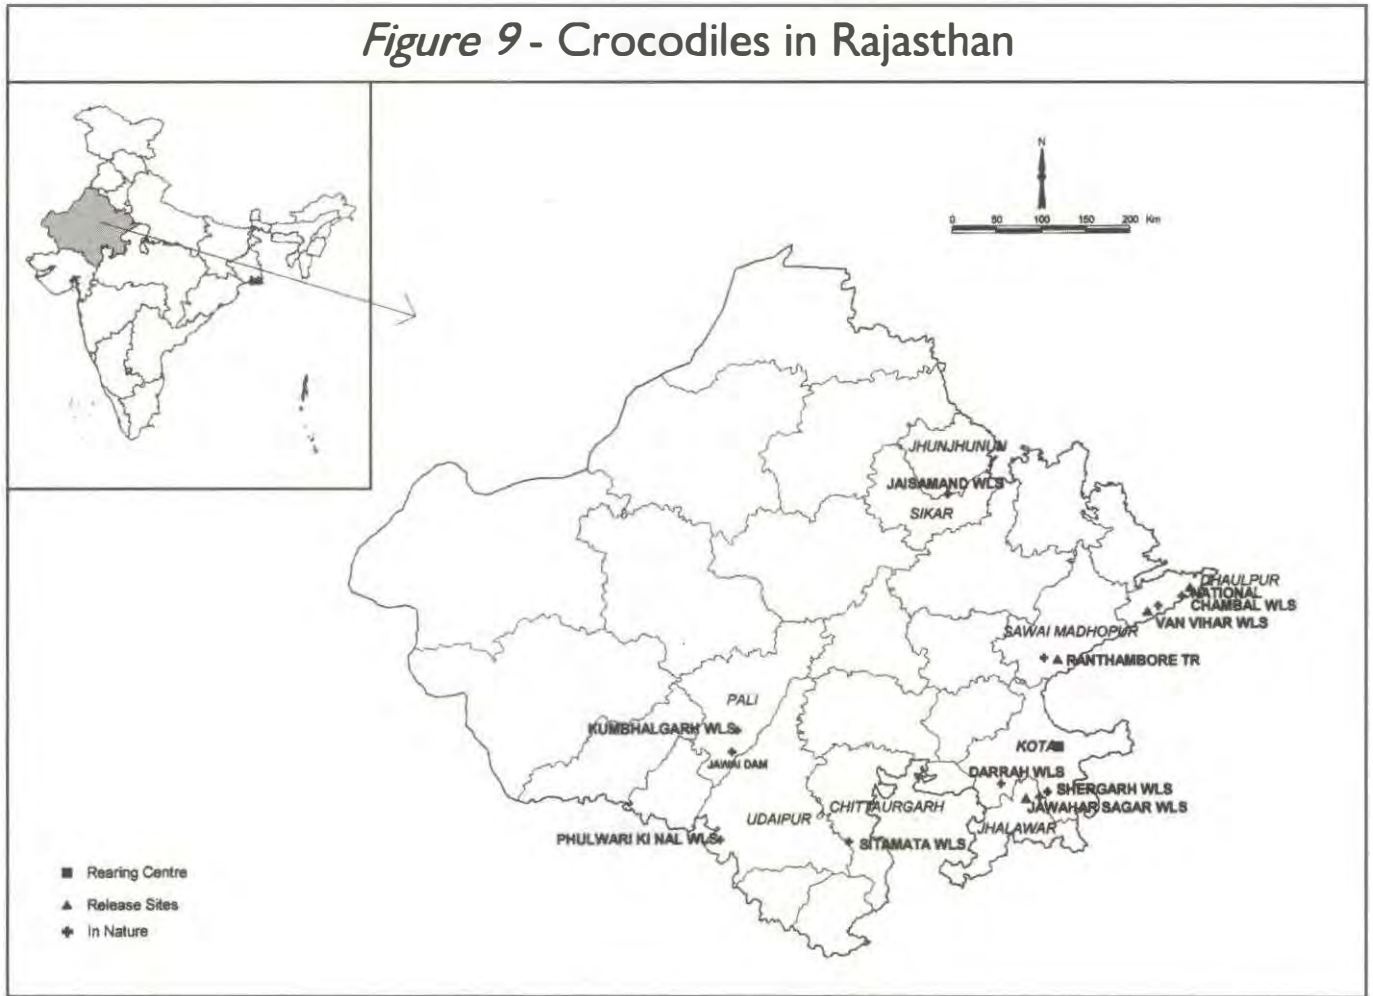 Figure 9 - Crocodiles in Rajasthan
N
0 50 100 150 200 Km
JHUNJHUNUN
JAISAMAND WLS
SIKAR
DHAULPUR
NATIONAL
CHAMBAL WLS
VAN VIHAR WLS
SAWAI MADHOPUR
RANTHAMBORE TR
PALI
KUMBHALGARH WLS
JAWAI DAM
KOTA
DARRAH WLS
SHERGARH WLS
JAWAHAR SAGAR WLS
CHITTAURGARH
UDAIPUR
JHALAWAR
PHULWARI KI NAL WLS
SITAMATA WLS
Rearing Centre
Release Sites
In Nature